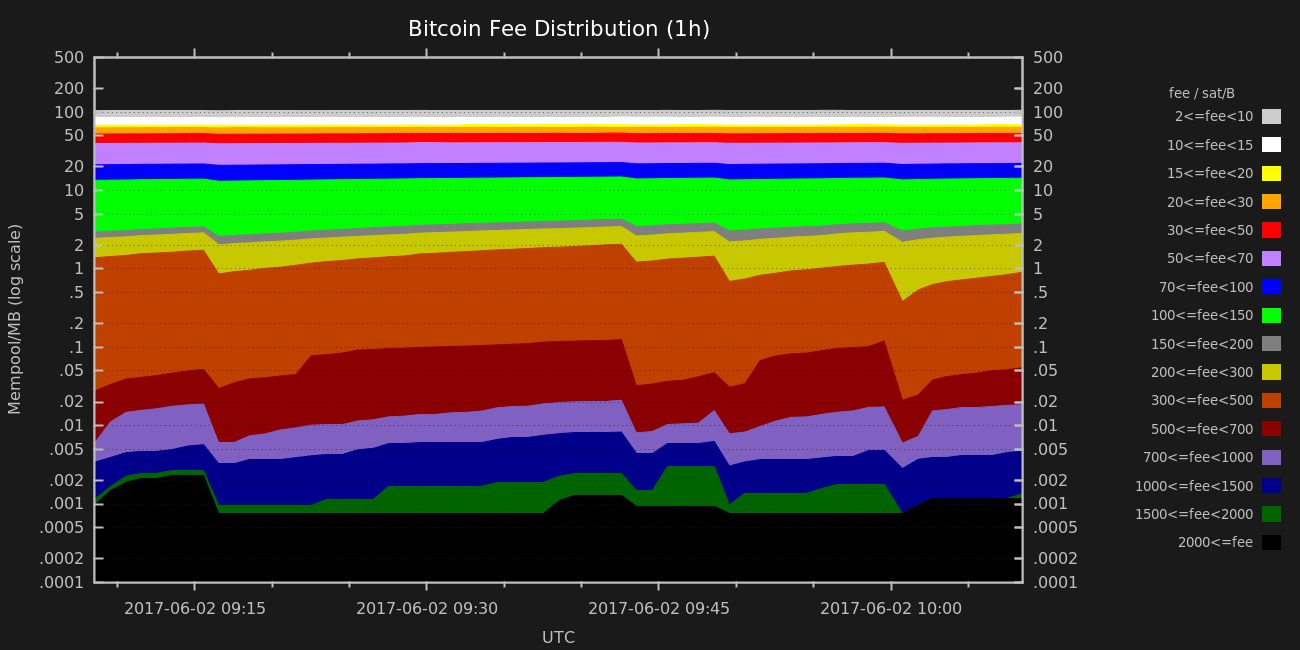 Bitcoin Fee Distribution (1h)
Mempool/MB (log scale)
500
200
100
50
20
10
5
2
1
.5
.2
.1
.05
.02
.01
.005
.002
.001
.0005
.0002
.0001
500
200
100
50
20
10
5
2
1
.5
.2
.1
.05
.02
.01
.005
.002
.001
.0005
.0002
.0001
2017-06-02 09:15 2017-06-02 09:30 2017-06-02 09:45 2017-06-02 10:00
UTC
fee / sat/B
2<=fee<10
10<=fee<15
15<=fee<20
20<=fee<30
30<=fee<50
50<=fee<70
70<=fee<100
100<=fee<150
150<=fee<200
200<=fee<300
300<=fee<500
500<=fee<700
700<=fee<1000
1000<=fee<1500
1500<=fee<2000
2000<=fee